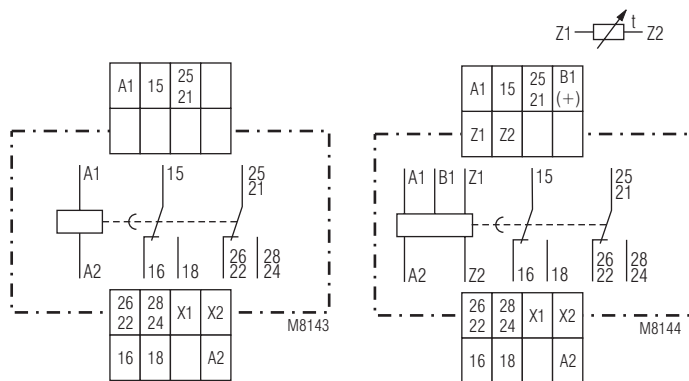 Z1 t Z2
A1 15 25 21
A1 15 25 21 B1 (+)
Z1 Z2
A1 15 25 21
A1 B1 Z1 15 25 21
A2 16 18 26 22 28 24
A2 Z2 16 18 26 22 28 24
26 22 28 24 X1 X2
16 18 A2
M8143
26 22 28 24 X1 X2
16 18 A2
M8144